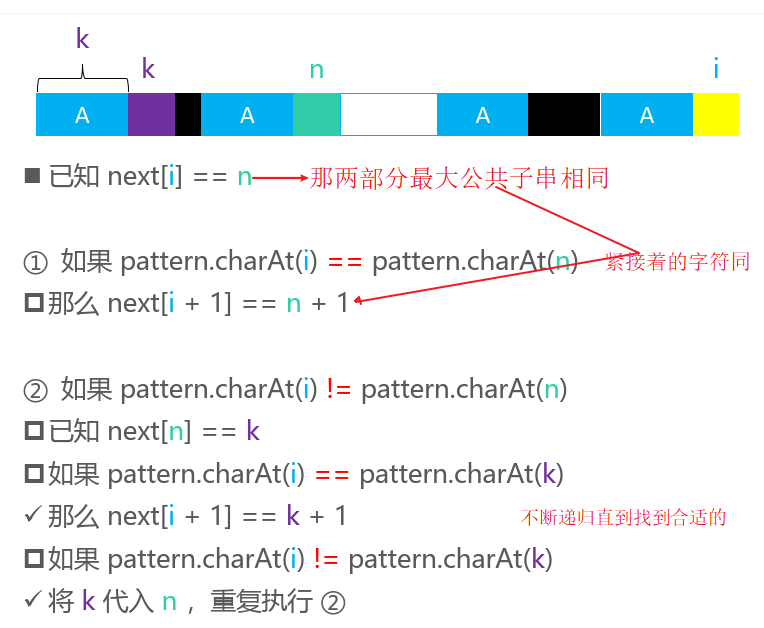 k
k n i
A A A A
已知 next[i] == n 那两部分最大公共子串相同
① 如果 pattern.charAt(i) == pattern.charAt(n) 紧接着的字符同
那么 next[i + 1] == n + 1
② 如果 pattern.charAt(i) != pattern.charAt(n)
已知 next[n] == k
如果 pattern.charAt(i) == pattern.charAt(k)
✓ 那么 next[i + 1] == k + 1 不断递归直到找到合适的
如果 pattern.charAt(i) != pattern.charAt(k)
✓ 将 k 代入 n ，重复执行 ②